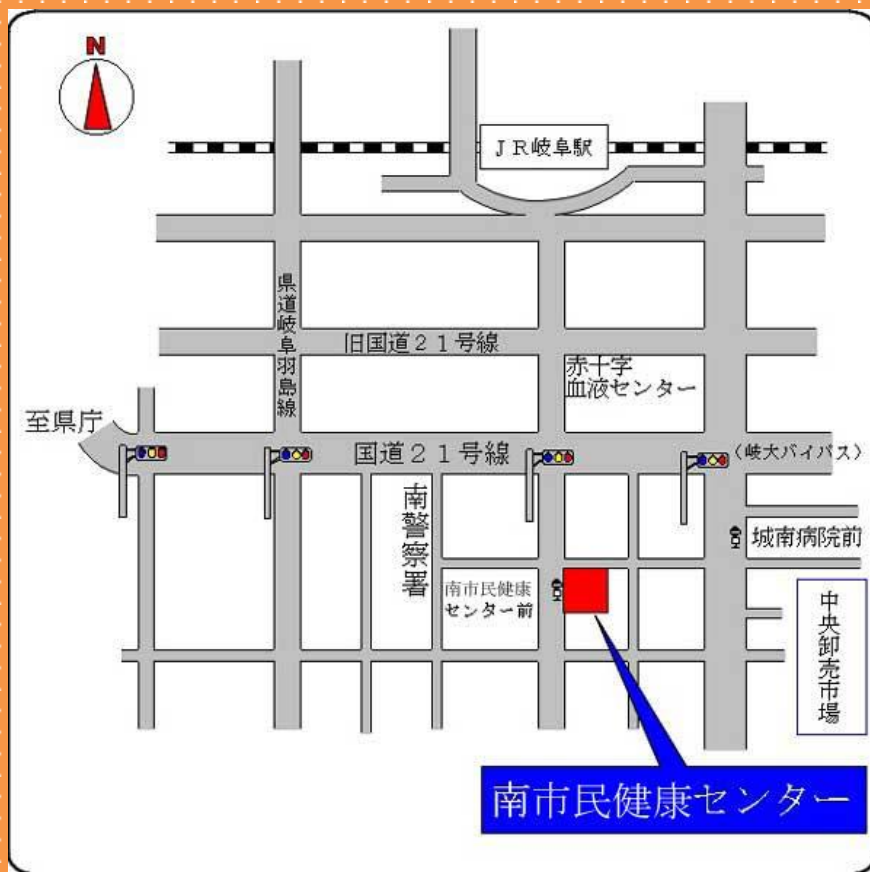 N
ＪＲ岐阜駅
県道岐阜羽島線
旧国道２１号線
赤十字
血液センター
至県庁
国道２１号線
（岐大バイパス）
南警察署
城南病院前
南市民健康
センター前
中央卸売市場
南市民健康センター